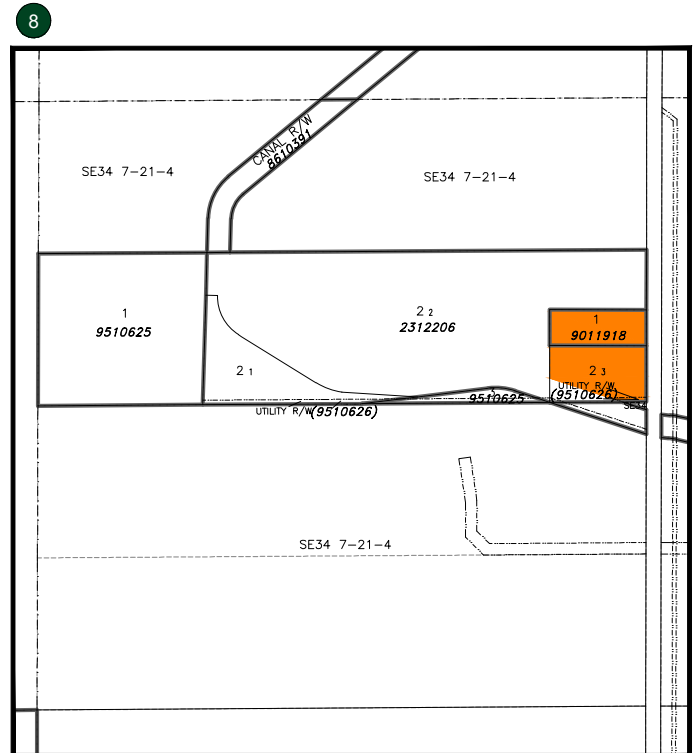 8
CANAL R/W
8610391
SE34 7-21-4
SE34 7-21-4
1
9510625
2 2
2312206
1
9011918
2 1
2 3
UTILITY R/W
(9510626)
9510625
SE34
UTILITY R/W
(9510626)
SE34 7-21-4